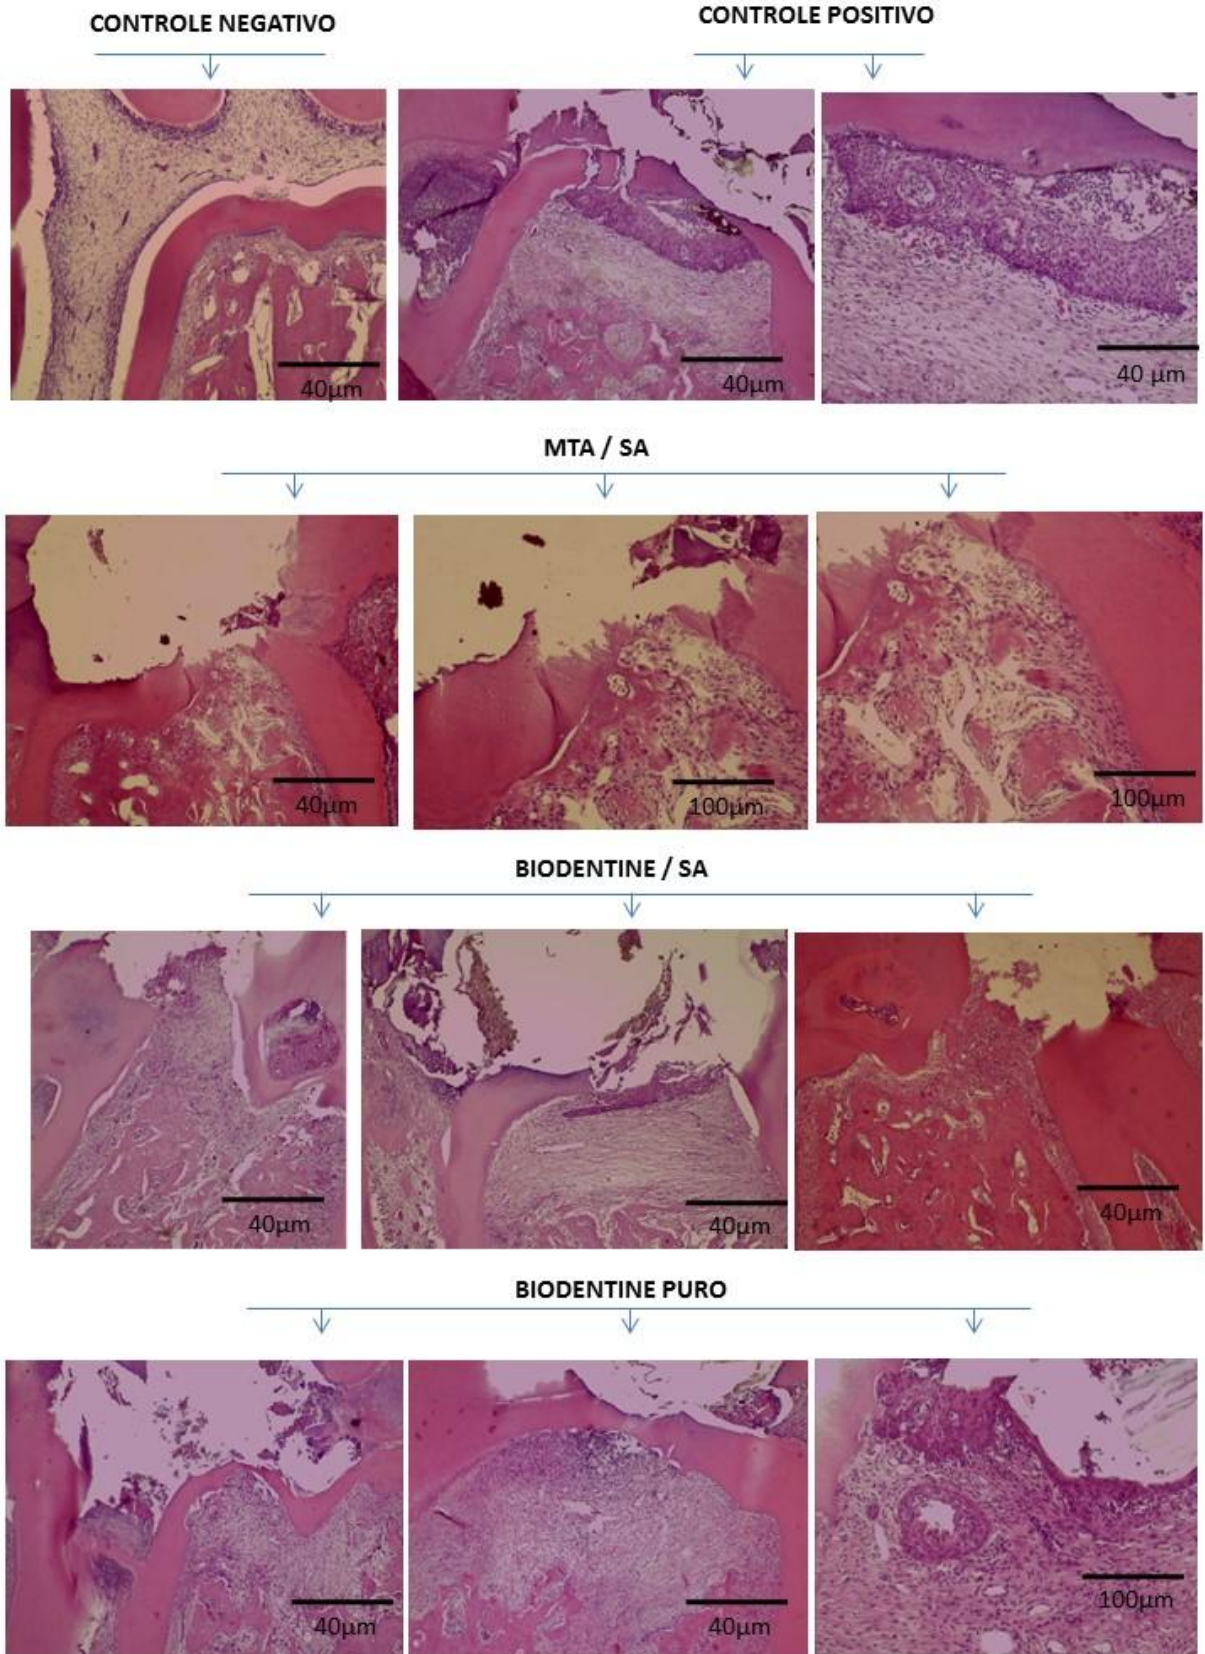 CONTROLE NEGATIVO
CONTROLE POSITIVO
40µm
40µm
40 µm
MTA / SA
40µm
100µm
100µm
BIODENTINE / SA
40µm
40µm
40µm
BIODENTINE PURO
40µm
40µm
100µm